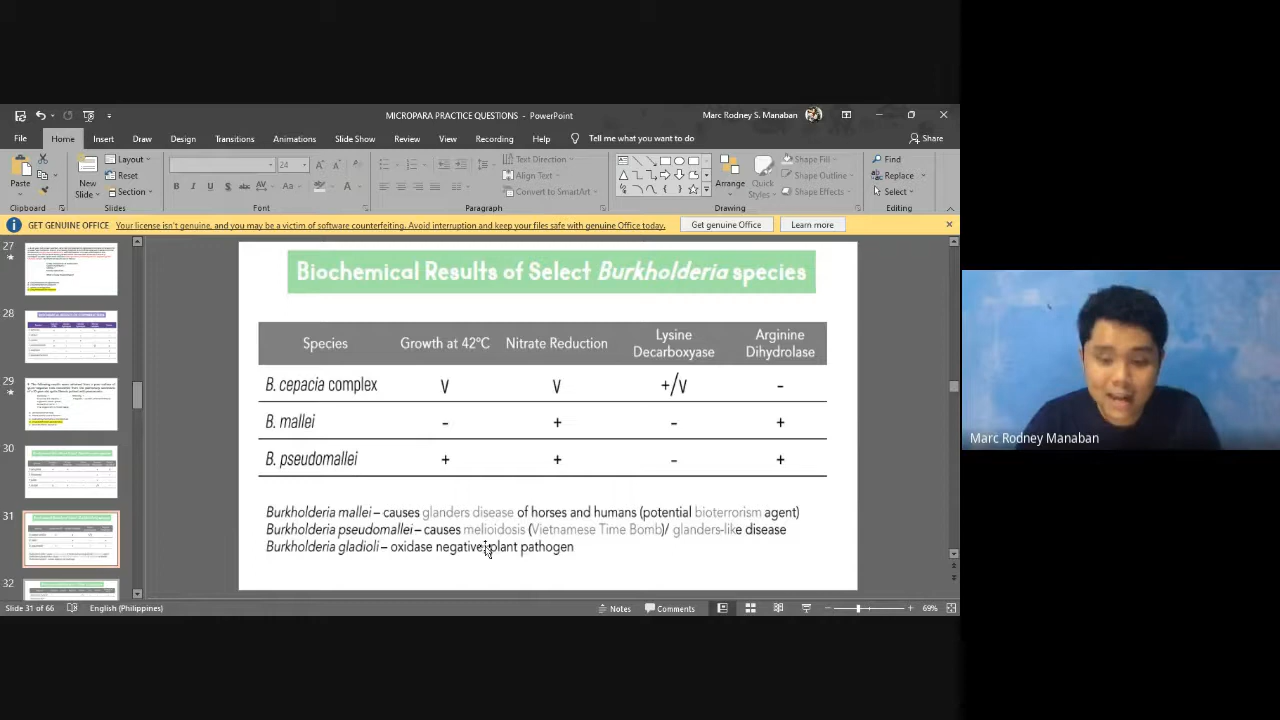 MICROPARA PRACTICE QUESTIONS - PowerPoint
Marc Rodney S. Manaban
File Home Insert Draw Design Transitions Animations Slide Show Review View Recording Help Tell me what you want to do Share
Paste
Clipboard
New Slide
Layout
Reset
Section
Slides
24
Font
Text Direction
Align Text
Convert to SmartArt
Paragraph
Arrange
Quick Styles
Shape Fill
Shape Outline
Shape Effects
Drawing
Find
Replace
Select
Editing
GET GENUINE OFFICE Your license isn't genuine, and you may be a victim of software counterfeiting. Avoid interruption and keep your files safe with genuine Office today. Get genuine Office Learn more
27
28
29
30
31
32
Biochemical Result of Select Burkholderia species
Species Growth at 42°C Nitrate Reduction Lysine Decarboxyase Arginine Dihydrolase
B. cepacia complex V V +/V -
B. mallei - + - +
B. pseudomallei + + - +
Burkholderia mallei – causes glanders disease of horses and humans (potential bioterrorism agent)
Burkholderia pseudomallei – causes (Vietnamese Time Bomb)/ glanders-like disease
Burkholderia gladioli – oxidase negative; plant pathogen
Slide 31 of 66 English (Philippines) Notes Comments 69%
Marc Rodney Manaban